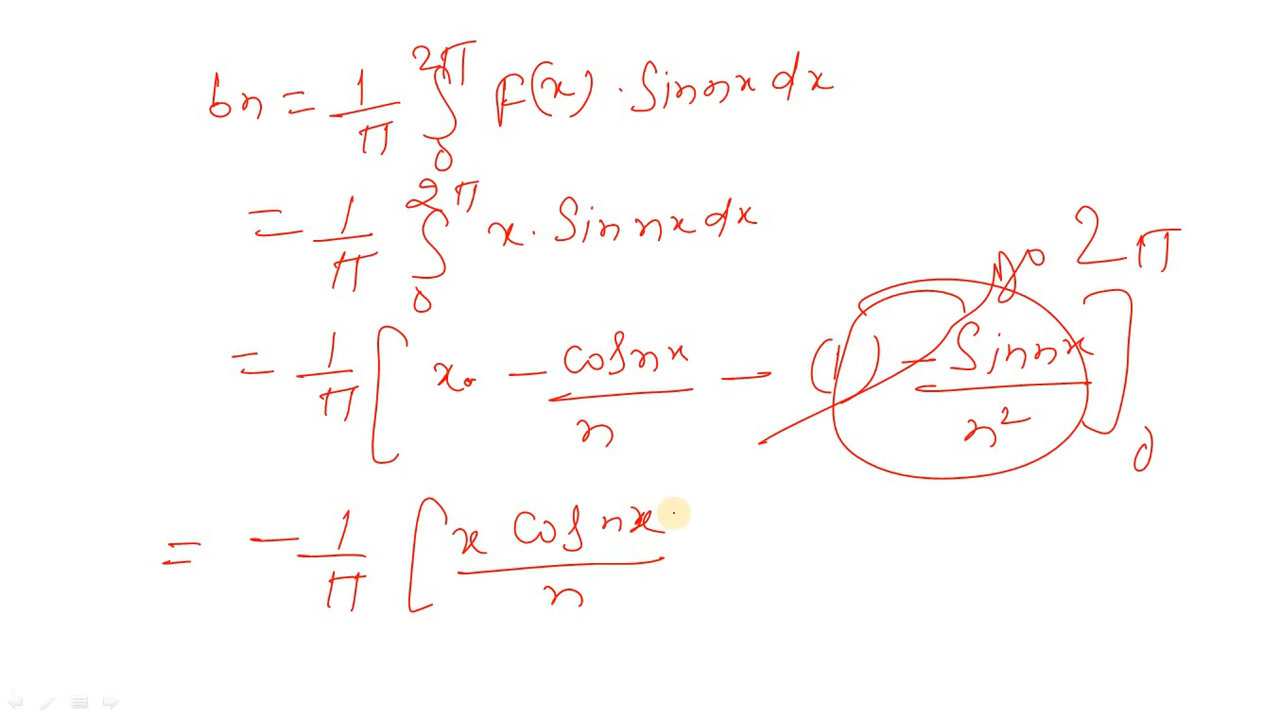 bn = 1/π ∫₀^2π F(x) · Sin nx dx
= 1/π ∫₀^2π x · Sin nx dx
= 1/π [ x · - Cos nx / n - (1) - Sin nx / n² ]₀^2π
= - 1/π [ x Cos nx / n